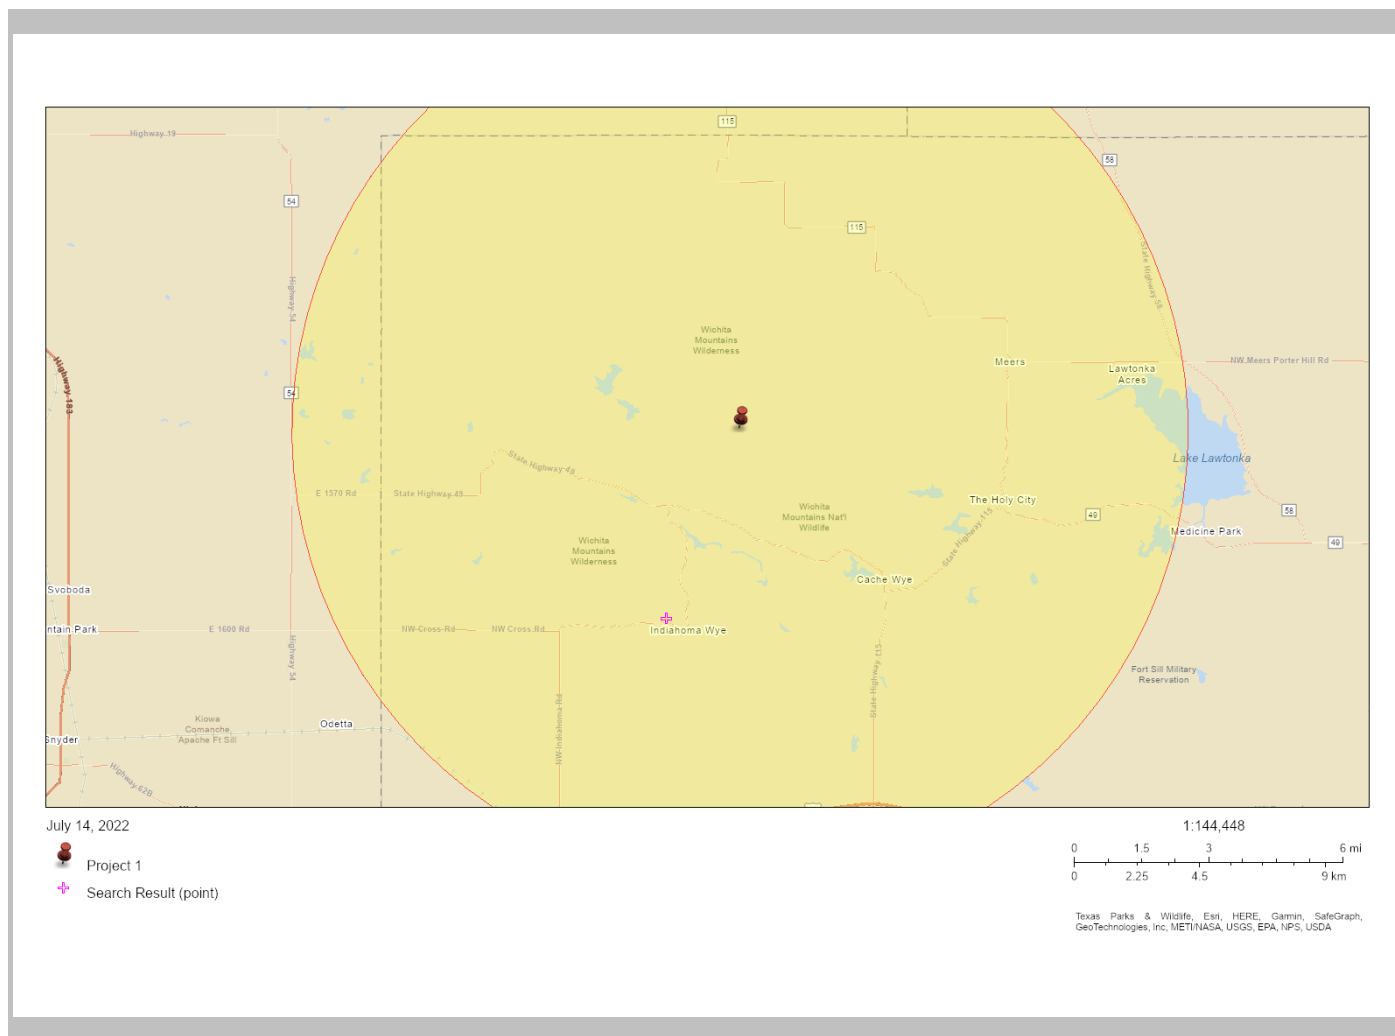 Highway 19
115
58
54
115
State Highway 58
Highway 54
Wichita
Mountains
Wilderness
Highway 183
Meers
NW Meers Porter Hill Rd
Lawtonka
Acres
54
Lake Lawtonka
State Highway 49
E 1570 Rd
State Highway 49
The Holy City
Wichita
Mountains Nat'l
Wildlife
49
58
State Highway 115
Medicine Park
49
Wichita
Mountains
Wilderness
Cache Wye
Svoboda
ntain Park
E 1600 Rd
NW Cross Rd
NW Cross Rd
Indiahoma Wye
Highway 54
State Highway 115
Fort Sill Military
Reservation
NW Indiahoma Rd
Kiowa
Comanche,
Apache Ft Sill
Odetta
Snyder
Highway 62B
July 14, 2022
Project 1
Search Result (point)
1:144,448
0 1.5 3 6 mi
0 2.25 4.5 9 km
Texas Parks & Wildlife, Esri, HERE, Garmin, SafeGraph,
GeoTechnologies, Inc, METI/NASA, USGS, EPA, NPS, USDA